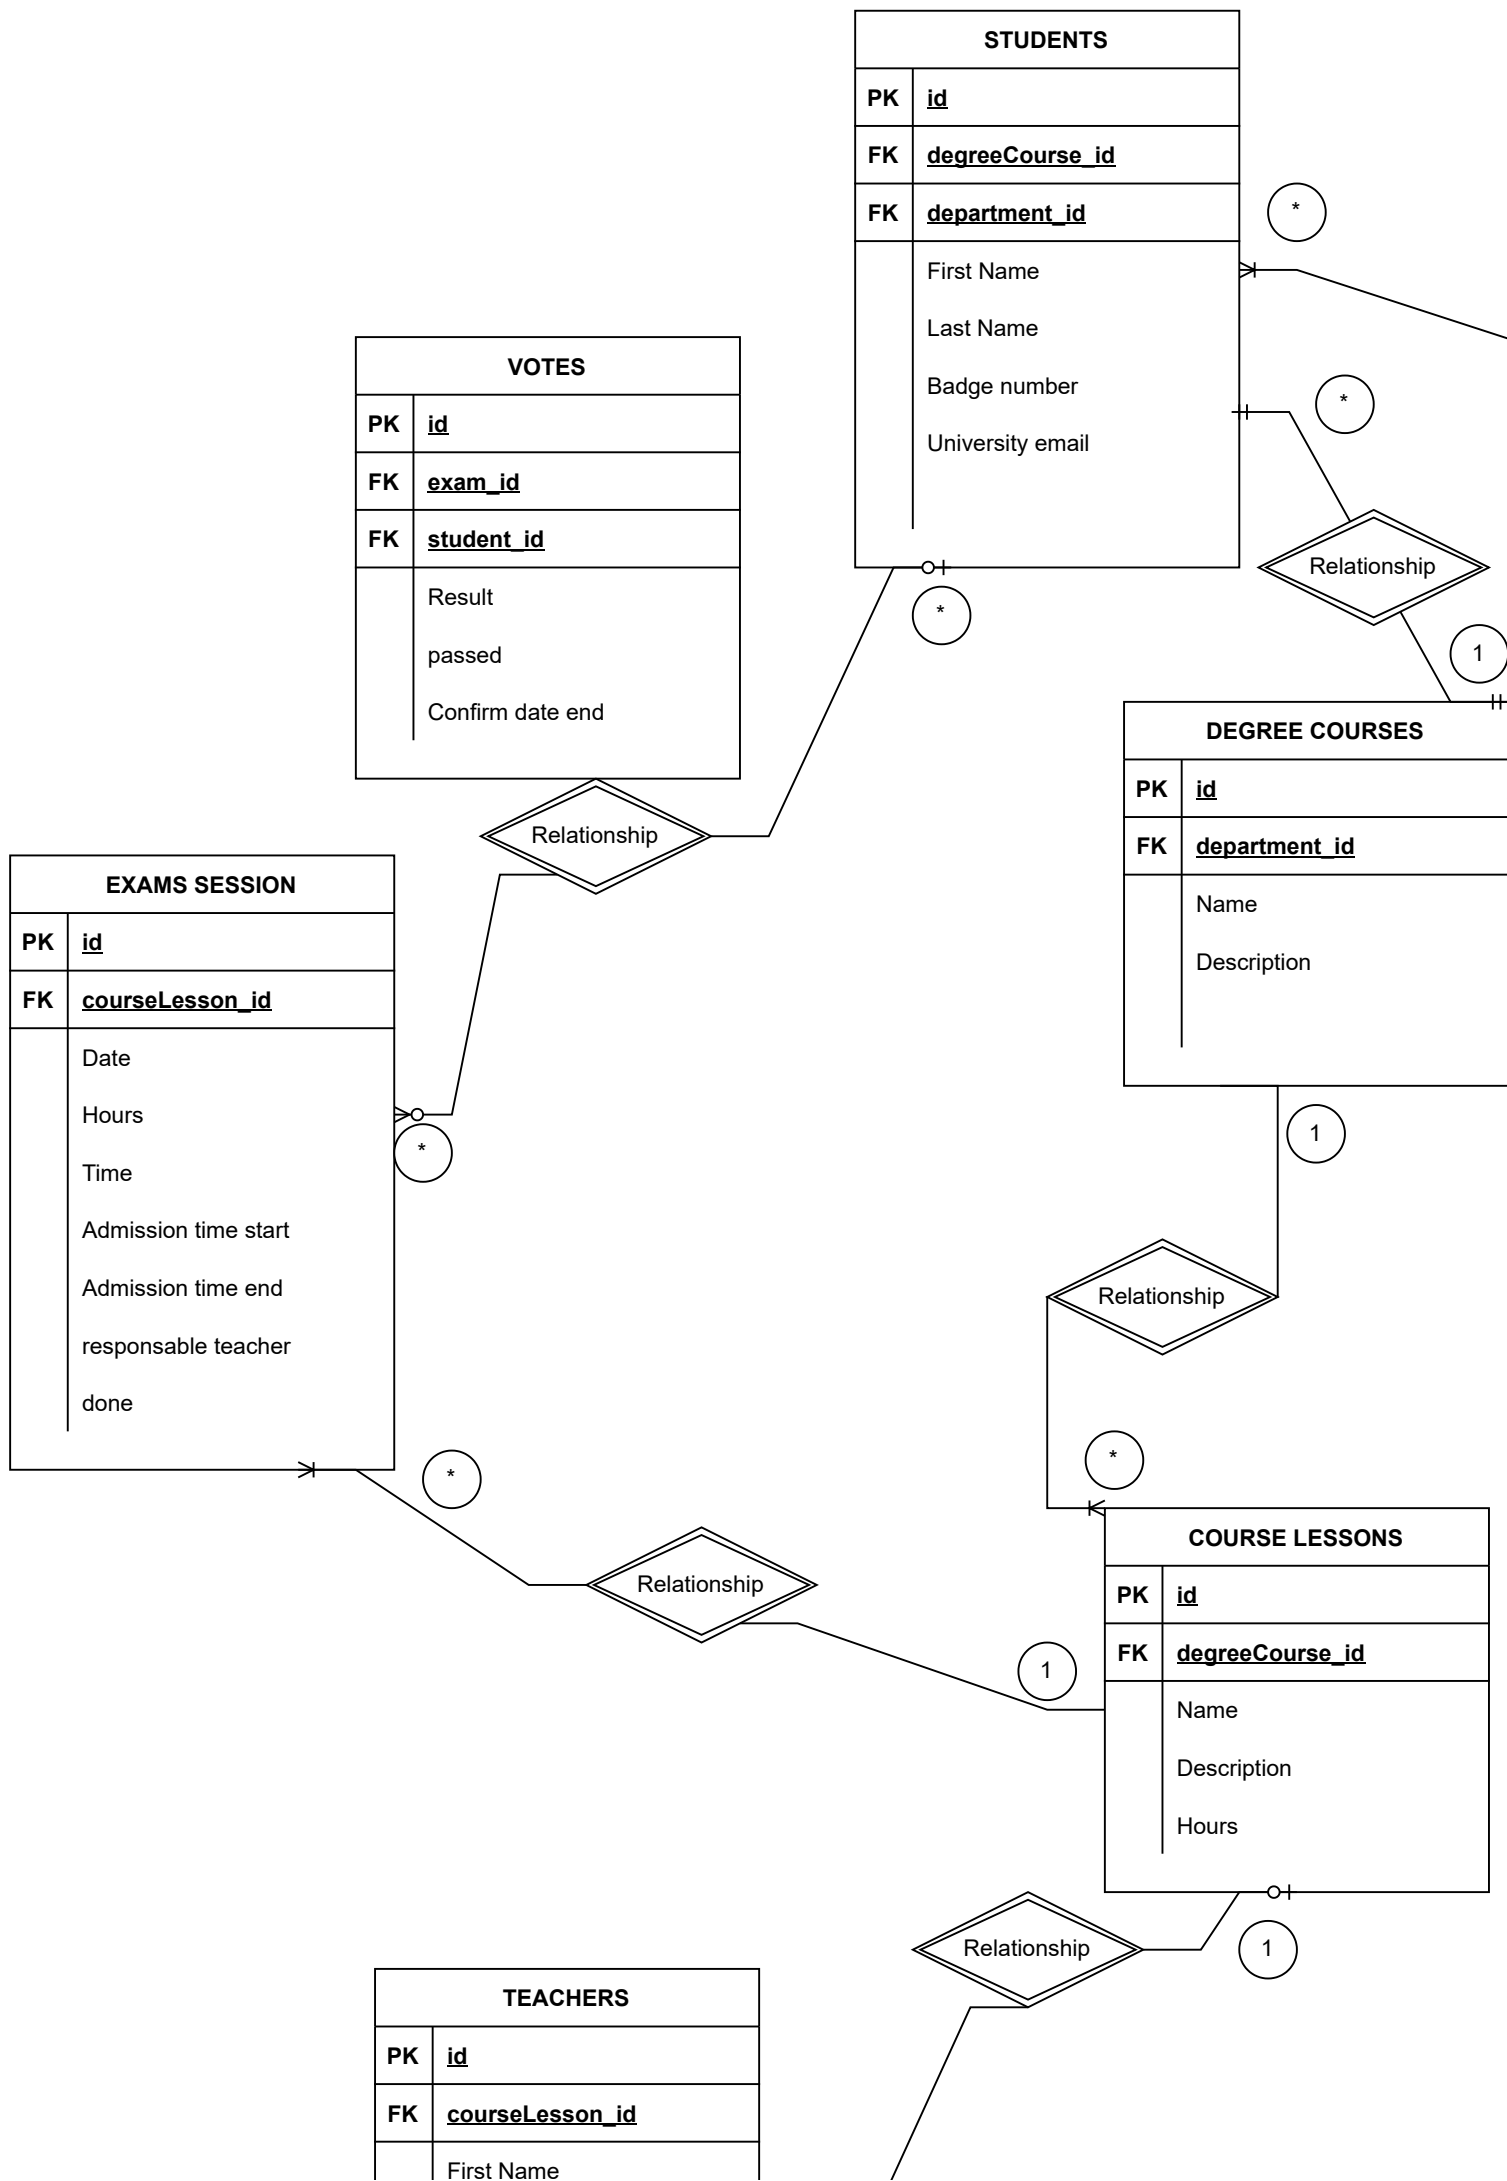 STUDENTS
PK id
FK degreeCourse_id
FK department_id
First Name
Last Name
Badge number
University email
*
*
*
Relationship
1
VOTES
PK id
FK exam_id
FK student_id
Result
passed
Confirm date end
Relationship
DEGREE COURSES
PK id
FK department_id
Name
Description
1
EXAMS SESSION
PK id
FK courseLesson_id
Date
Hours
Time
Admission time start
Admission time end
responsable teacher
done
*
*
Relationship
1
Relationship
*
COURSE LESSONS
PK id
FK degreeCourse_id
Name
Description
Hours
Relationship
1
TEACHERS
PK id
FK courseLesson_id
First Name